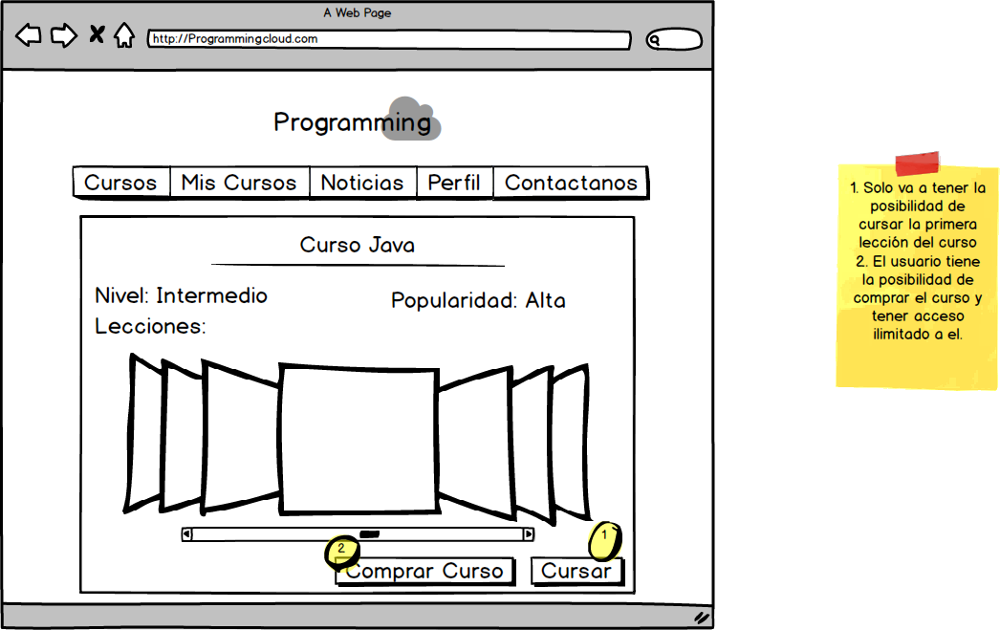 A Web Page
http://Programmingcloud.com
Programming
Cursos Mis Cursos Noticias Perfil Contactanos
Curso Java
Nivel: Intermedio
Popularidad: Alta
Lecciones:
2
1
Comprar Curso
Cursar
1. Solo va a tener la
posibilidad de
cursar la primera
lección del curso
2. El usuario tiene
la posibilidad de
comprar el curso y
tener acceso
ilimitado a el.